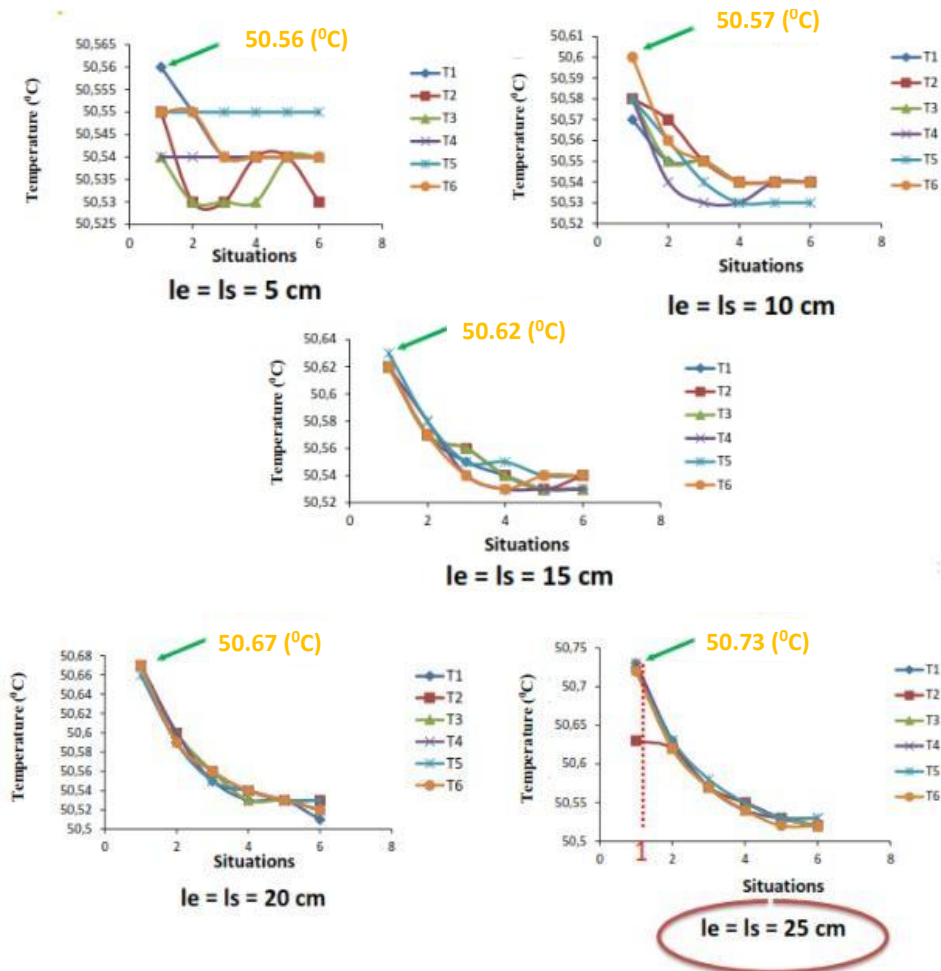 50.56 (⁰C)
Temperature (⁰C)
50,565
50,56
50,555
50,55
50,545
50,54
50,535
50,53
50,525
0
2
4
6
8
Situations
T1
T2
T3
T4
T5
T6
le = ls = 5 cm
50.57 (⁰C)
Temperature (⁰C)
50,61
50,6
50,59
50,58
50,57
50,56
50,55
50,54
50,53
50,52
0
2
4
6
8
Situations
T1
T2
T3
T4
T5
T6
le = ls = 10 cm
50.62 (⁰C)
Temperature (⁰C)
50,64
50,62
50,6
50,58
50,56
50,54
50,52
0
2
4
6
8
Situations
T1
T2
T3
T4
T5
T6
le = ls = 15 cm
50.67 (⁰C)
Temperature (⁰C)
50,68
50,66
50,64
50,62
50,6
50,58
50,56
50,54
50,52
50,5
0
2
4
6
8
Situations
T1
T2
T3
T4
T5
T6
le = ls = 20 cm
50.73 (⁰C)
Temperature (⁰C)
50,75
50,7
50,65
50,6
50,55
50,5
0
1
2
4
6
8
Situations
T1
T2
T3
T4
T5
T6
le = ls = 25 cm